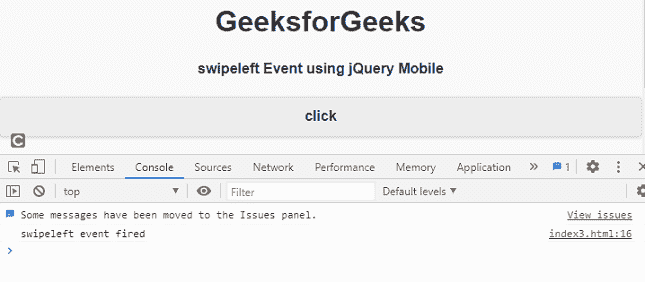 GeeksforGeeks
swipeleft Event using jQuery Mobile
click
C
Elements Console Sources Network Performance Memory Application » 1
top Filter Default levels
Some messages have been moved to the Issues panel. View issues
swipeleft event fired index3.html:16